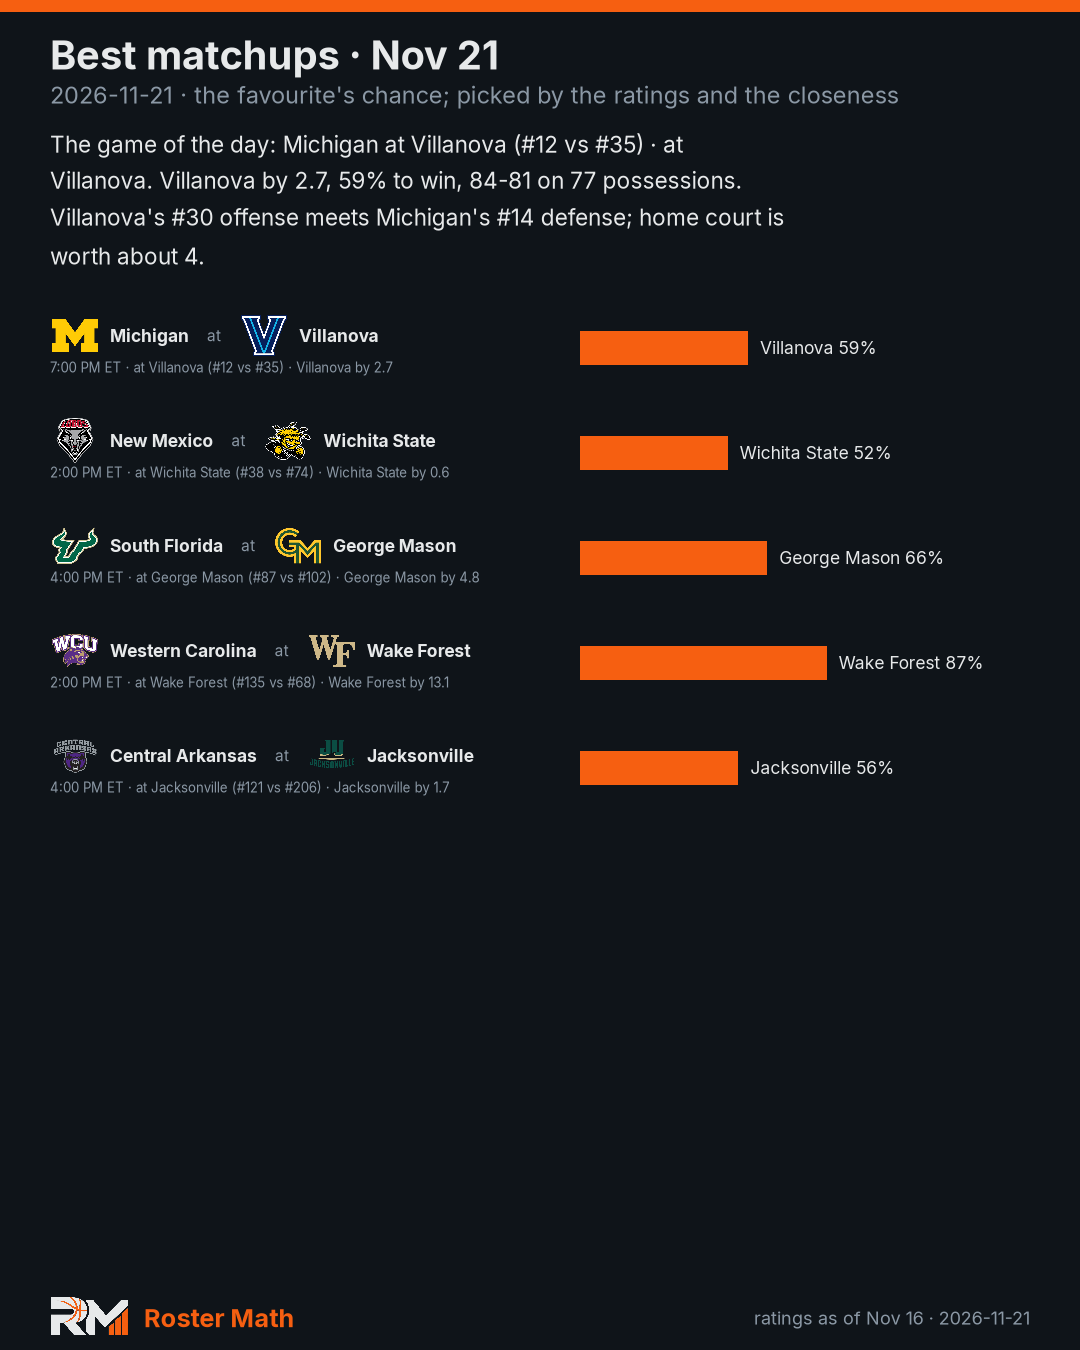 Best matchups · Nov 21
2026-11-21 · the favourite's chance; picked by the ratings and the closeness
The game of the day: Michigan at Villanova (#12 vs #35) · at
Villanova. Villanova by 2.7, 59% to win, 84-81 on 77 possessions.
Villanova's #30 offense meets Michigan's #14 defense; home court is
worth about 4.
M Michigan at V Villanova
Villanova 59%
7:00 PM ET · at Villanova (#12 vs #35) · Villanova by 2.7
New Mexico at Wichita State
Wichita State 52%
2:00 PM ET · at Wichita State (#38 vs #74) · Wichita State by 0.6
South Florida at GM George Mason
George Mason 66%
4:00 PM ET · at George Mason (#87 vs #102) · George Mason by 4.8
WCU Western Carolina at WF Wake Forest
Wake Forest 87%
2:00 PM ET · at Wake Forest (#135 vs #68) · Wake Forest by 13.1
CENTRAL ARKANSAS Central Arkansas at JU JACKSONVILLE Jacksonville
Jacksonville 56%
4:00 PM ET · at Jacksonville (#121 vs #206) · Jacksonville by 1.7
RM Roster Math
ratings as of Nov 16 · 2026-11-21